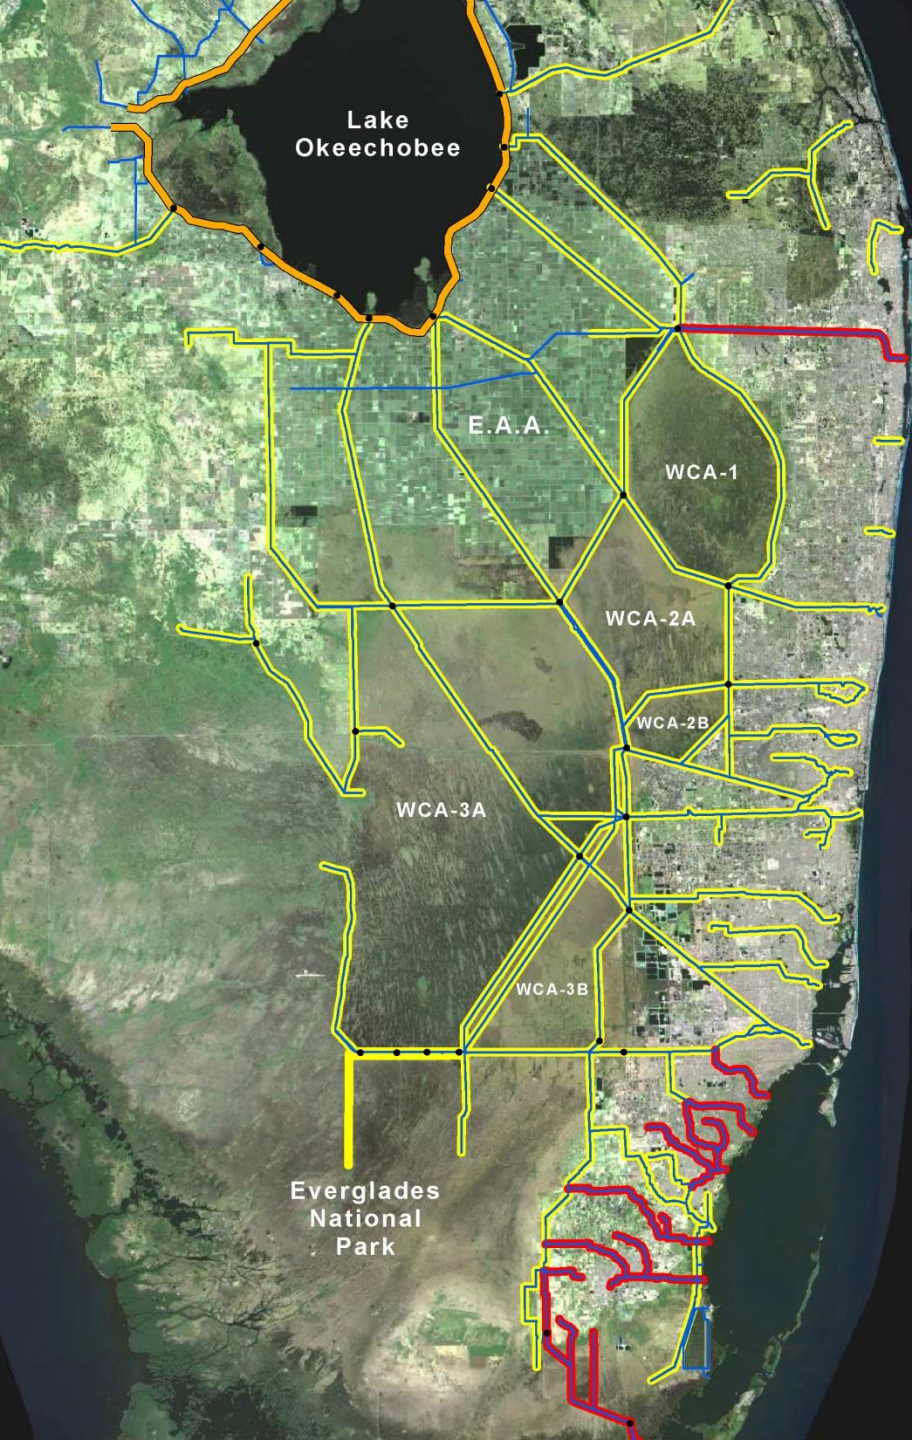 Lake
Okeechobee
E.A.A.
WCA-1
WCA-2A
WCA-2B
WCA-3A
WCA-3B
Everglades
National
Park